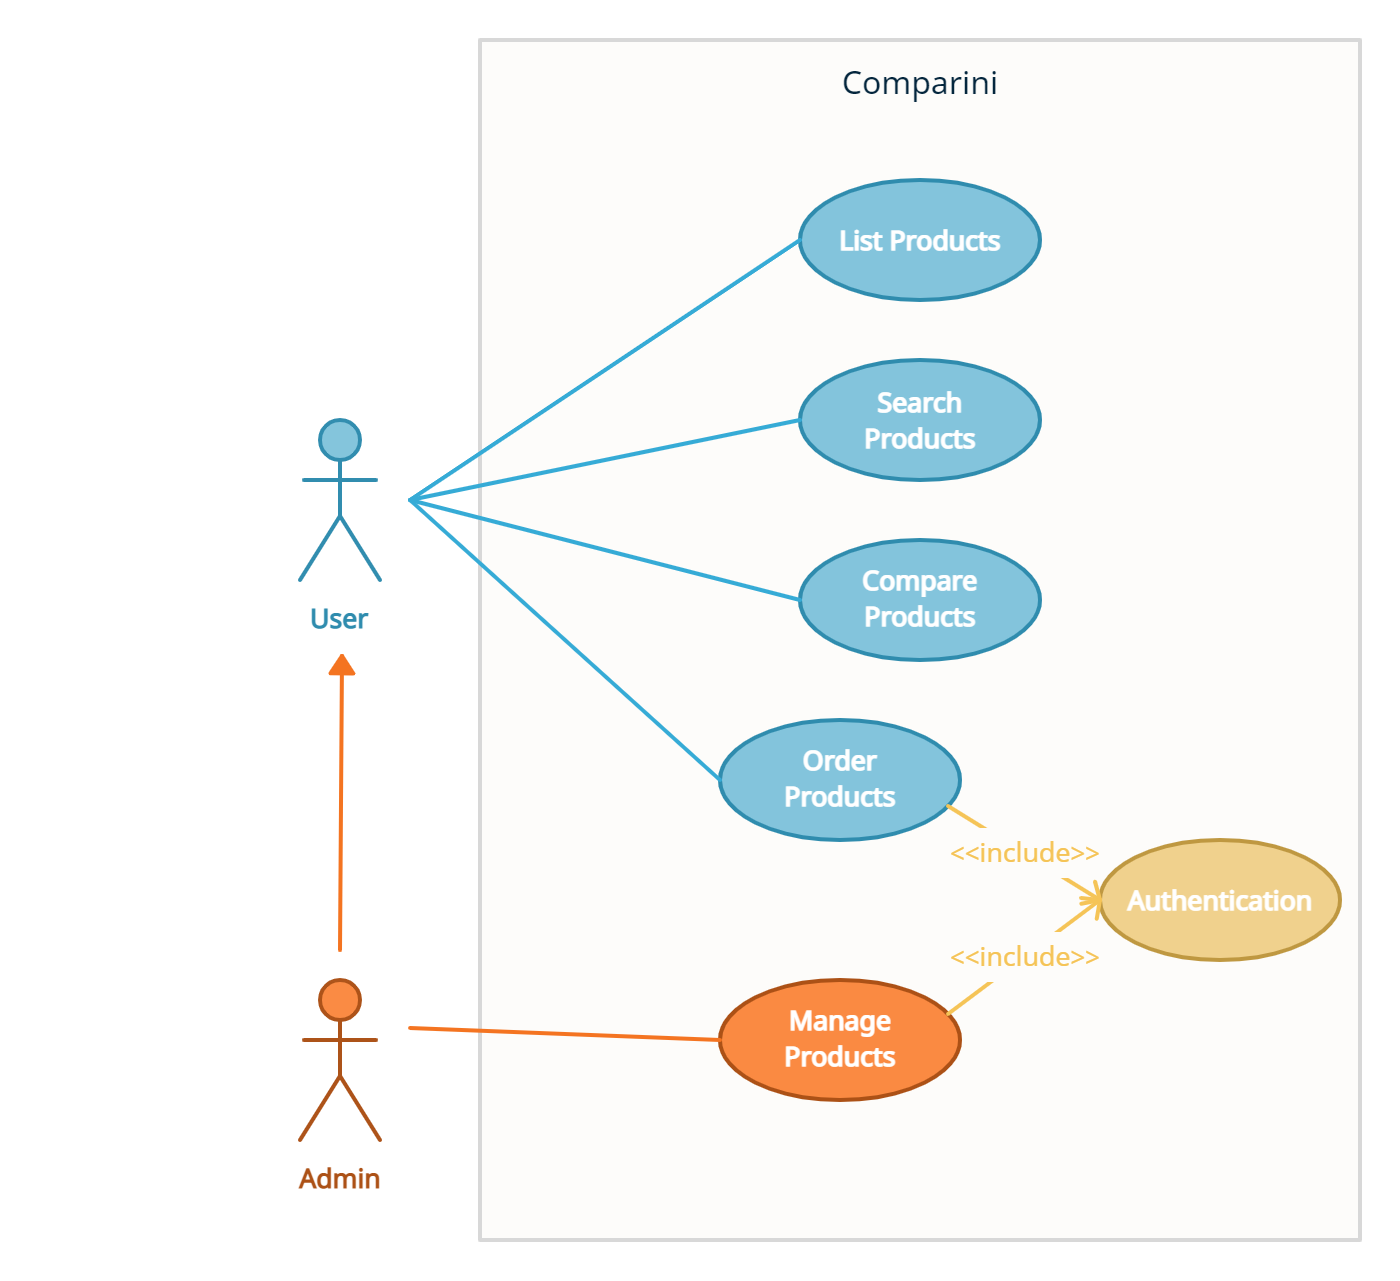 Comparini
List Products
Search
Products
Compare
Products
User
Order
Products
<<include>>
Authentication
<<include>>
Manage
Products
Admin